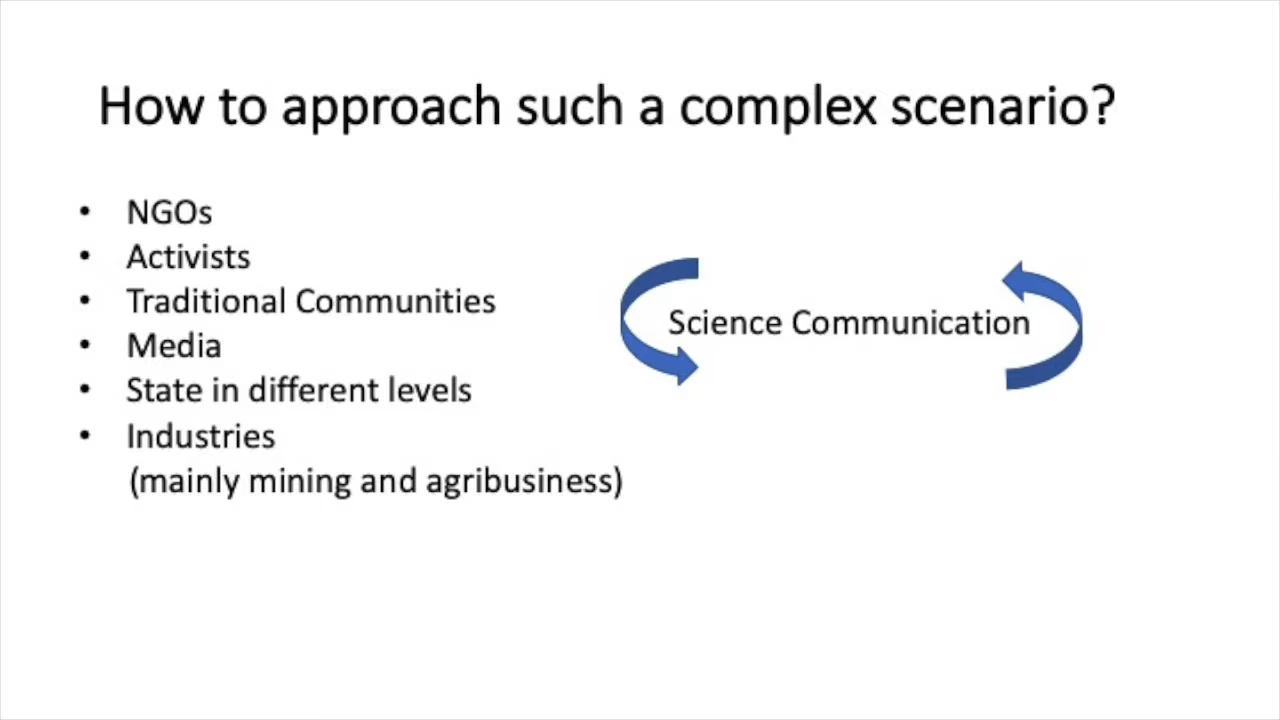 How to approach such a complex scenario?
• NGOs
• Activists
• Traditional Communities
• Media
• State in different levels
• Industries
(mainly mining and agribusiness)
Science Communication